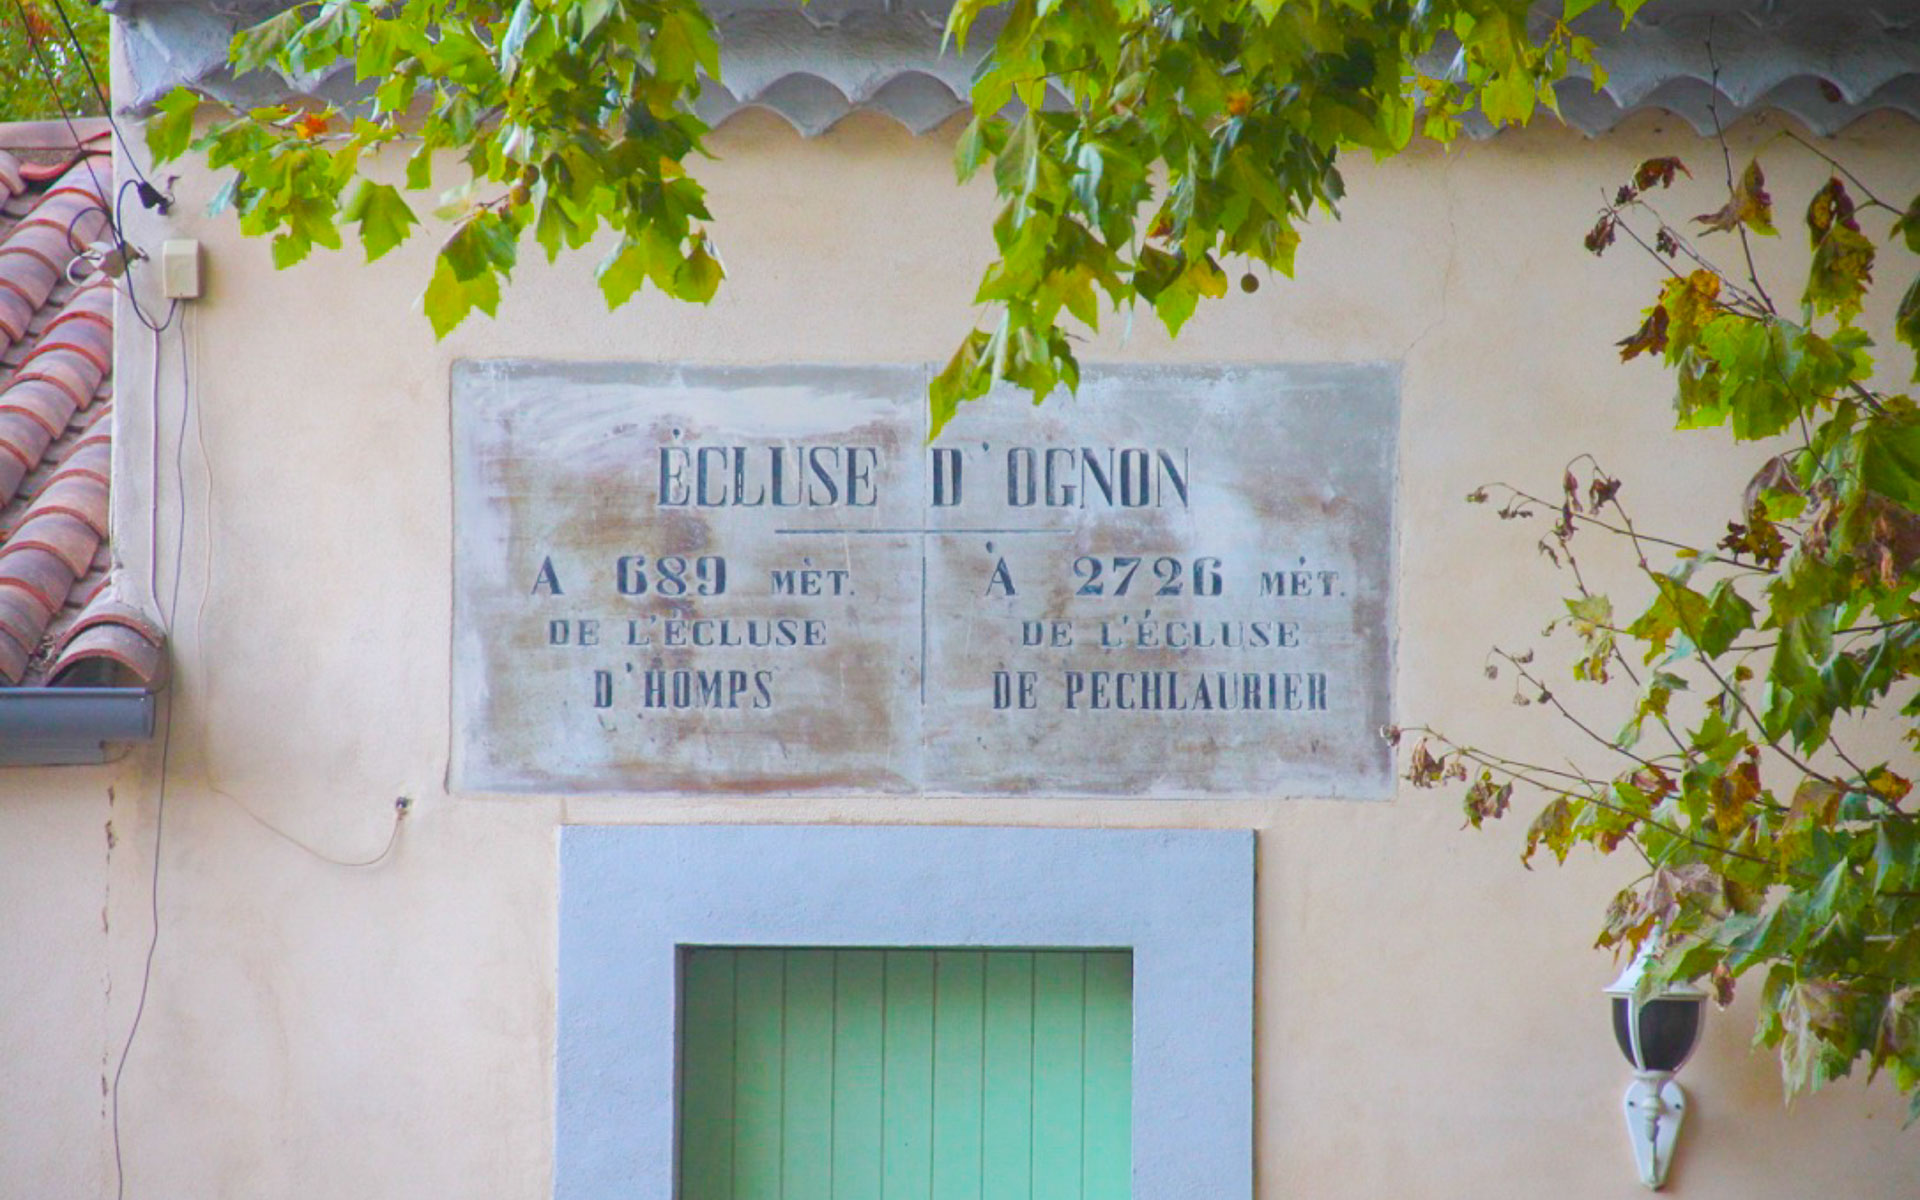 ÉCLUSE D'OGNON
A 689 MÈT.
DE L'ÉCLUSE
D'HOMPS
À 2726 MÈT.
DE L'ÉCLUSE
DE PECHLAURIER